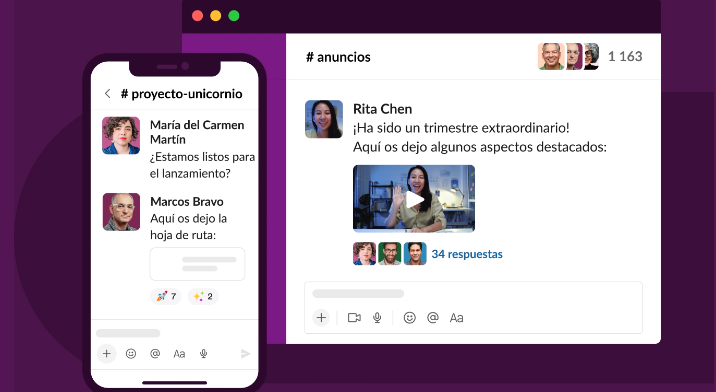 # proyecto-unicornio
María del Carmen
Martín
¿Estamos listos para
el lanzamiento?
Marcos Bravo
Aquí os dejo la
hoja de ruta:
7
2
Aa
# anuncios
1 163
Rita Chen
¡Ha sido un trimestre extraordinario!
Aquí os dejo algunos aspectos destacados:
34 respuestas
Aa